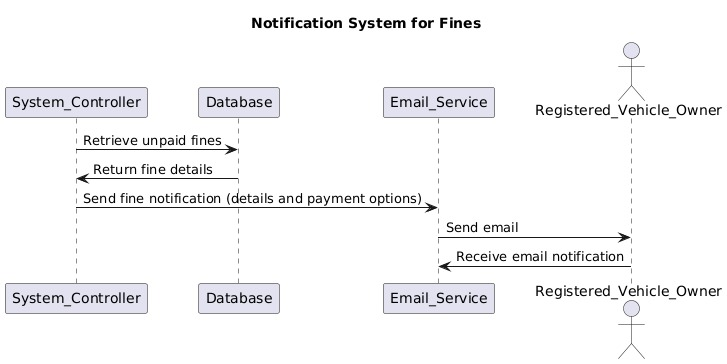 Notification System for Fines
System_Controller
Database
Email_Service
Registered_Vehicle_Owner
Retrieve unpaid fines
Return fine details
Send fine notification (details and payment options)
Send email
Receive email notification
System_Controller
Database
Email_Service
Registered_Vehicle_Owner